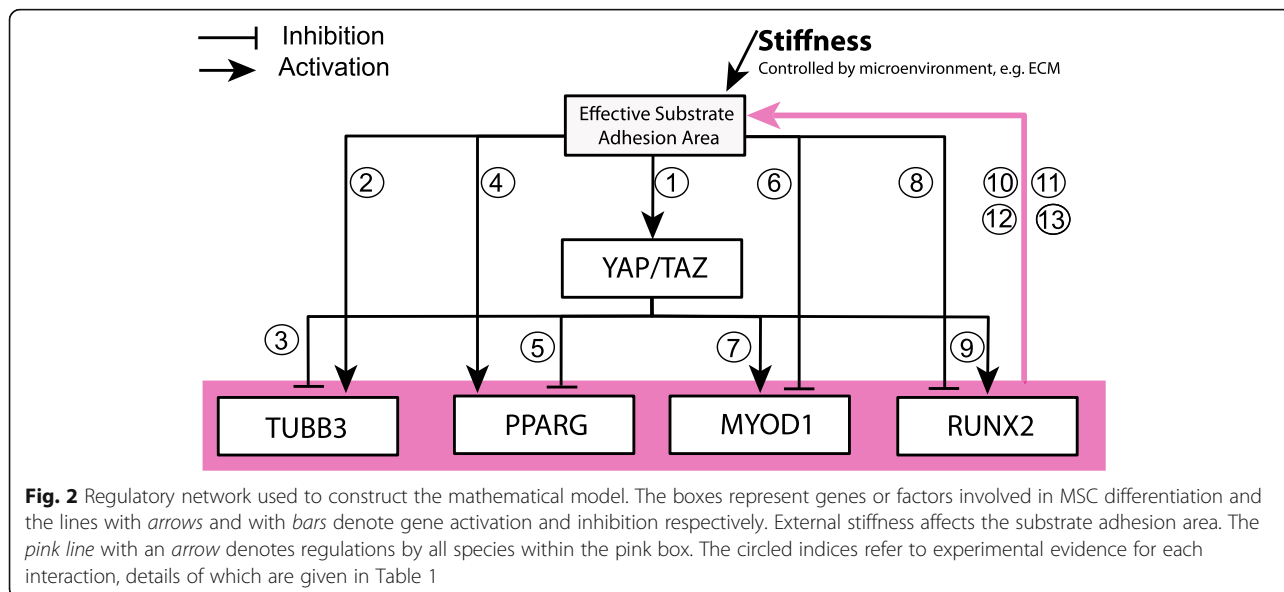 Inhibition
Activation
Stiffness
Controlled by microenvironment, e.g. ECM
Effective Substrate
Adhesion Area
② ④ ① ⑥ ⑧ ⑩ ⑪
⑫ ⑬
YAP/TAZ
③ ⑤ ⑦ ⑨
TUBB3 PPARG MYOD1 RUNX2
Fig. 2 Regulatory network used to construct the mathematical model. The boxes represent genes or factors involved in MSC differentiation and
the lines with arrows and with bars denote gene activation and inhibition respectively. External stiffness affects the substrate adhesion area. The
pink line with an arrow denotes regulations by all species within the pink box. The circled indices refer to experimental evidence for each
interaction, details of which are given in Table 1